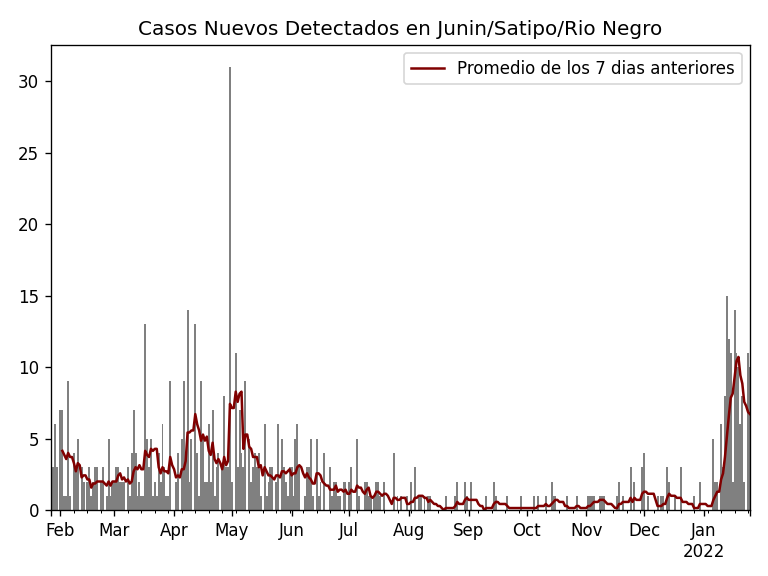 Casos Nuevos Detectados en Junin/Satipo/Rio Negro
Promedio de los 7 dias anteriores
30
25
20
15
10
5
0
Feb Mar Apr May Jun Jul Aug Sep Oct Nov Dec Jan
2022